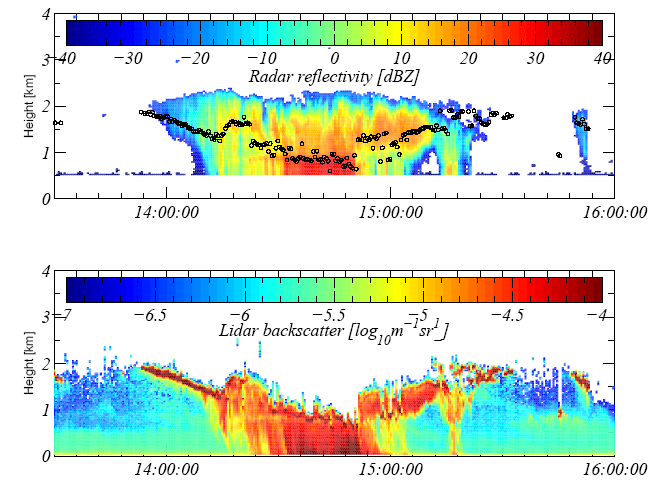 4
−40 −30 −20 −10 0 10 20 30 40
3
Radar reflectivity [dBZ]
Height [km]
2
1
0
14:00:00 15:00:00 16:00:00
4
−7 −6.5 −6 −5.5 −5 −4.5 −4
3
Lidar backscatter [log10m−1sr1]
Height [km]
2
1
0
14:00:00 15:00:00 16:00:00